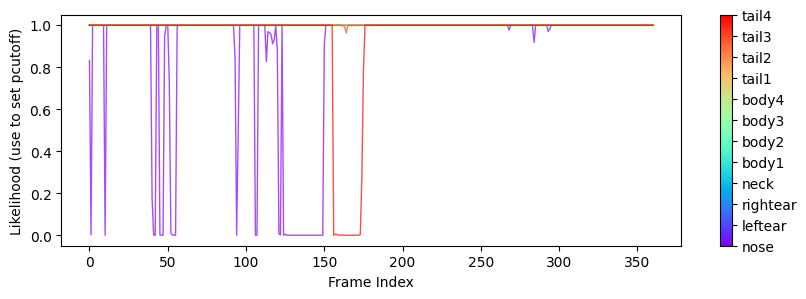 Likelihood (use to set pcutoff)
1.0
0.8
0.6
0.4
0.2
0.0
0
50
100
150
200
250
300
350
Frame Index
tail4
tail3
tail2
tail1
body4
body3
body2
body1
neck
rightear
leftear
nose